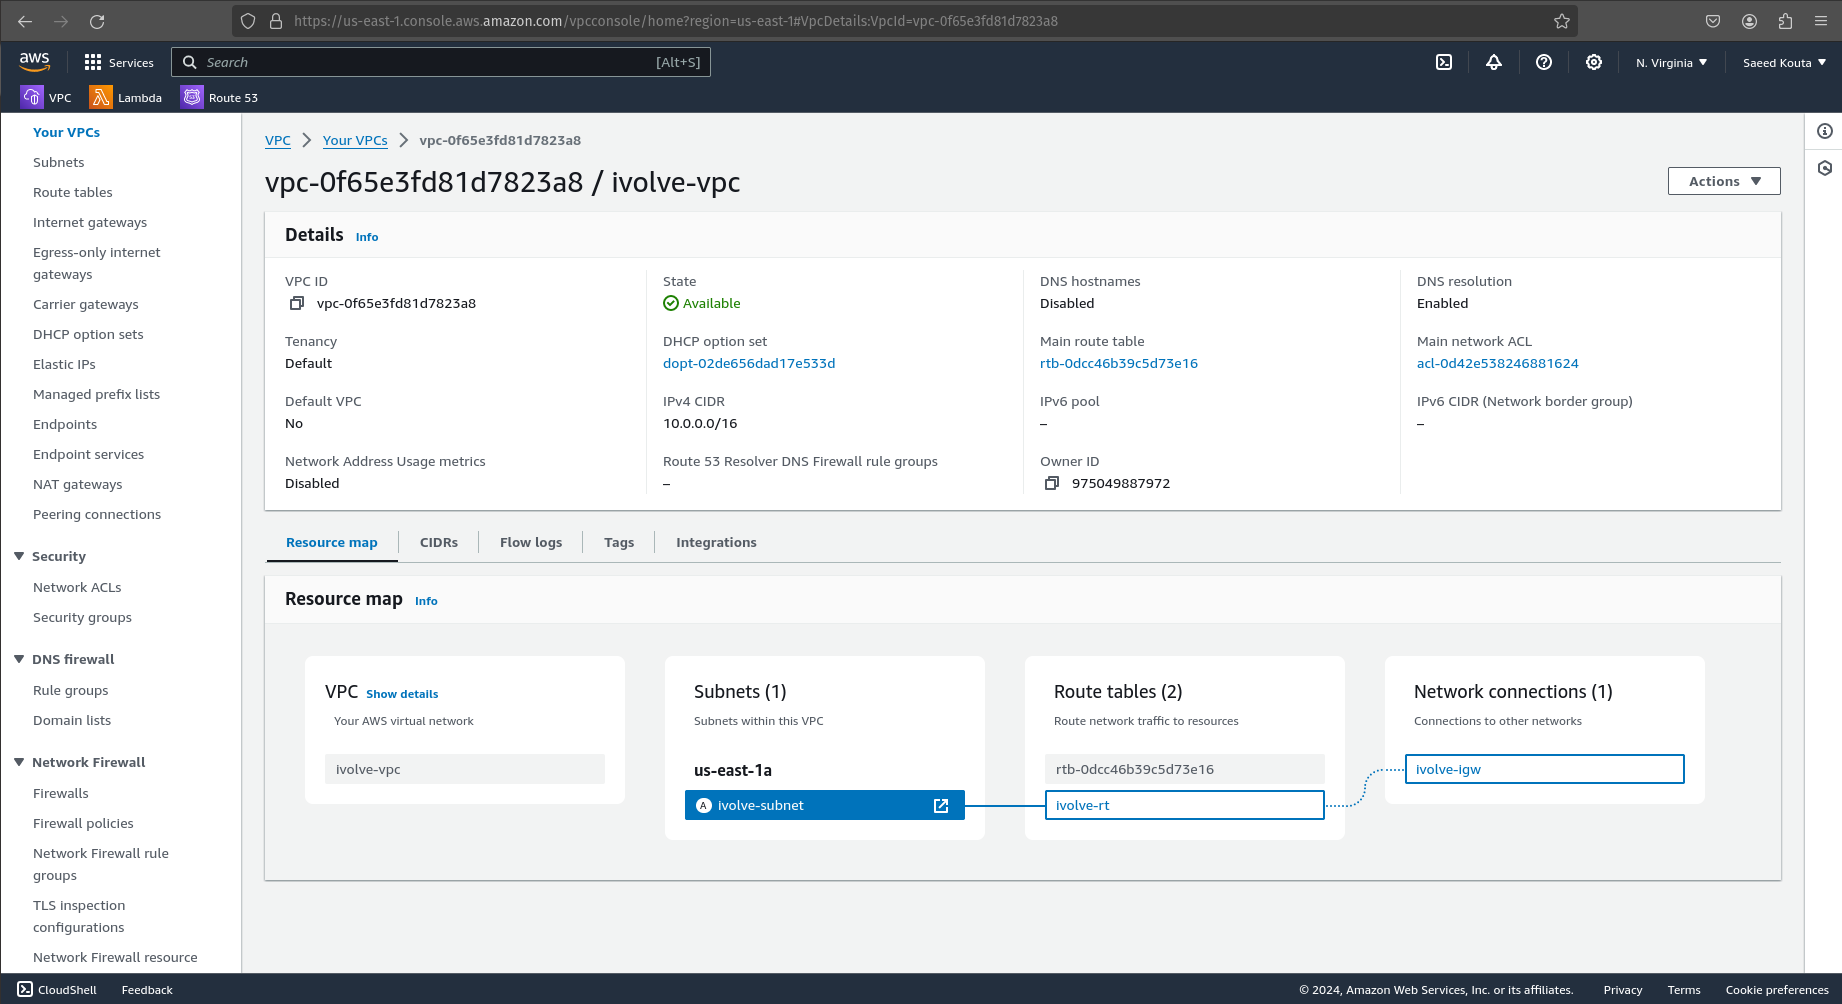 https://us-east-1.console.aws.amazon.com/vpcconsole/home?region=us-east-1#VpcDetails:VpcId=vpc-0f65e3fd81d7823a8
aws
Services
Search
[Alt+S]
N. Virginia
Saeed Kouta
VPC
Lambda
Route 53
Your VPCs
Subnets
Route tables
Internet gateways
Egress-only internet
gateways
Carrier gateways
DHCP option sets
Elastic IPs
Managed prefix lists
Endpoints
Endpoint services
NAT gateways
Peering connections
Security
Network ACLs
Security groups
DNS firewall
Rule groups
Domain lists
Network Firewall
Firewalls
Firewall policies
Network Firewall rule
groups
TLS inspection
configurations
Network Firewall resource
VPC
Your VPCs
vpc-0f65e3fd81d7823a8
vpc-0f65e3fd81d7823a8 / ivolve-vpc
Actions
Details Info
VPC ID
vpc-0f65e3fd81d7823a8
State
Available
DNS hostnames
Disabled
DNS resolution
Enabled
Tenancy
Default
DHCP option set
dopt-02de656dad17e533d
Main route table
rtb-0dcc46b39c5d73e16
Main network ACL
acl-0d42e538246881624
Default VPC
No
IPv4 CIDR
10.0.0.0/16
IPv6 pool
–
IPv6 CIDR (Network border group)
–
Network Address Usage metrics
Disabled
Route 53 Resolver DNS Firewall rule groups
–
Owner ID
975049887972
Resource map
CIDRs
Flow logs
Tags
Integrations
Resource map Info
VPC Show details
Your AWS virtual network
ivolve-vpc
Subnets (1)
Subnets within this VPC
us-east-1a
A ivolve-subnet
Route tables (2)
Route network traffic to resources
rtb-0dcc46b39c5d73e16
ivolve-rt
Network connections (1)
Connections to other networks
ivolve-igw
CloudShell
Feedback
© 2024, Amazon Web Services, Inc. or its affiliates.
Privacy
Terms
Cookie preferences